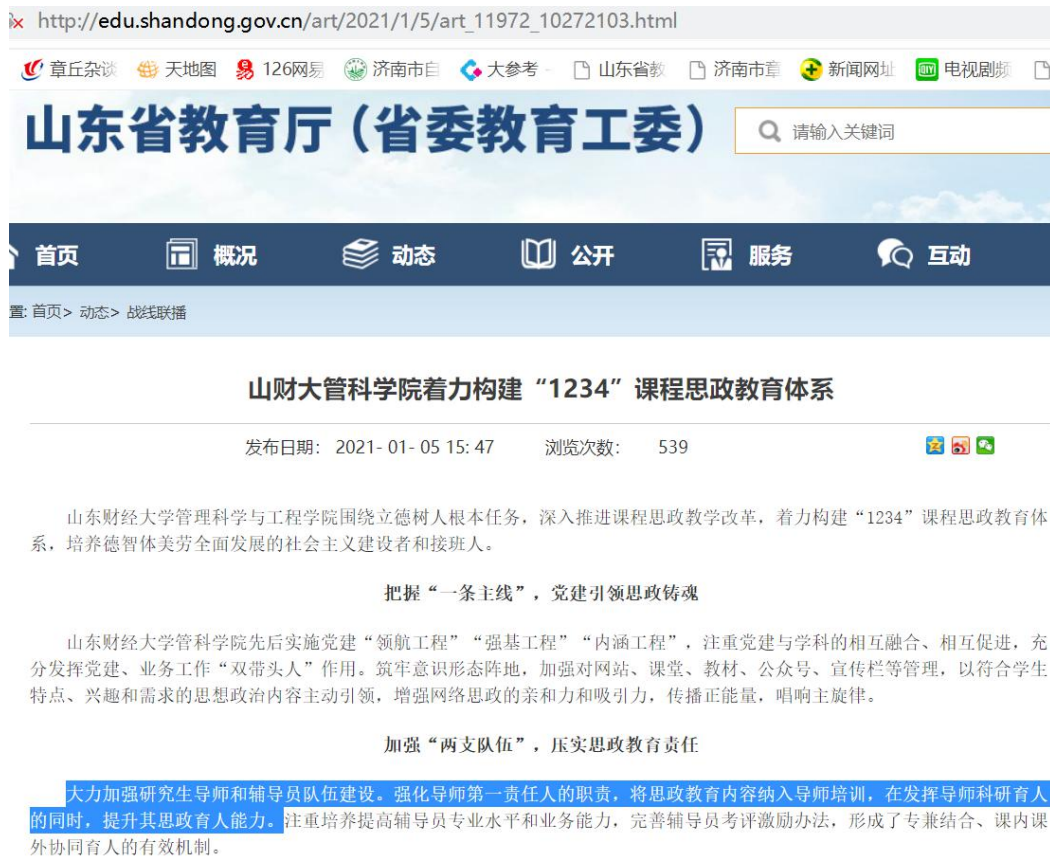 http://edu.shandong.gov.cn/art/2021/1/5/art_11972_10272103.html
章丘杂谈 天地图 126网易 济南市自 大参考 - 山东省教 济南市章 新闻网址 DIY 电视剧频
山东省教育厅（省委教育工委）
请输入关键词
首页 概况 动态 公开 服务 互动
置: 首页> 动态> 战线联播
山财大管科学院着力构建“1234”课程思政教育体系
发布日期： 2021- 01- 05 15: 47 浏览次数： 539
山东财经大学管理科学与工程学院围绕立德树人根本任务，深入推进课程思政教学改革，着力构建“1234”课程思政教育体
系，培养德智体美劳全面发展的社会主义建设者和接班人。
把握“一条主线”，党建引领思政铸魂
山东财经大学管科学院先后实施党建“领航工程”“强基工程”“内涵工程”，注重党建与学科的相互融合、相互促进，充
分发挥党建、业务工作“双带头人”作用。筑牢意识形态阵地，加强对网站、课堂、教材、公众号、宣传栏等管理，以符合学生
特点、兴趣和需求的思想政治内容主动引领，增强网络思政的亲和力和吸引力，传播正能量，唱响主旋律。
加强“两支队伍”，压实思政教育责任
大力加强研究生导师和辅导员队伍建设。强化导师第一责任人的职责，将思政教育内容纳入导师培训，在发挥导师科研育人
的同时，提升其思政育人能力。注重培养提高辅导员专业水平和业务能力，完善辅导员考评激励办法，形成了专兼结合、课内课
外协同育人的有效机制。